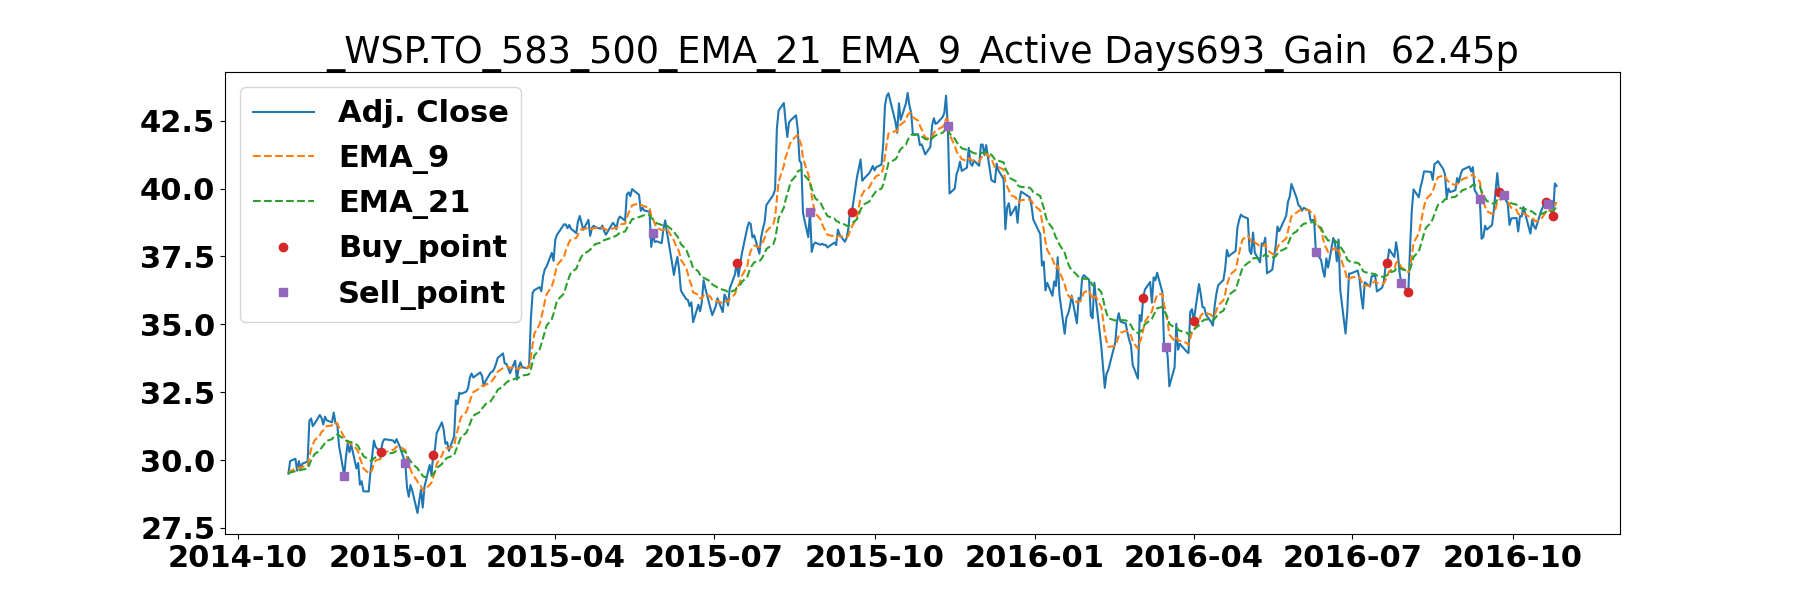 _WSP.TO_583_500_EMA_21_EMA_9_Active Days693_Gain  62.45p
Adj. Close
EMA_9
EMA_21
Buy_point
Sell_point
42.5
40.0
37.5
35.0
32.5
30.0
27.5
2014-10 2015-01 2015-04 2015-07 2015-10 2016-01 2016-04 2016-07 2016-10